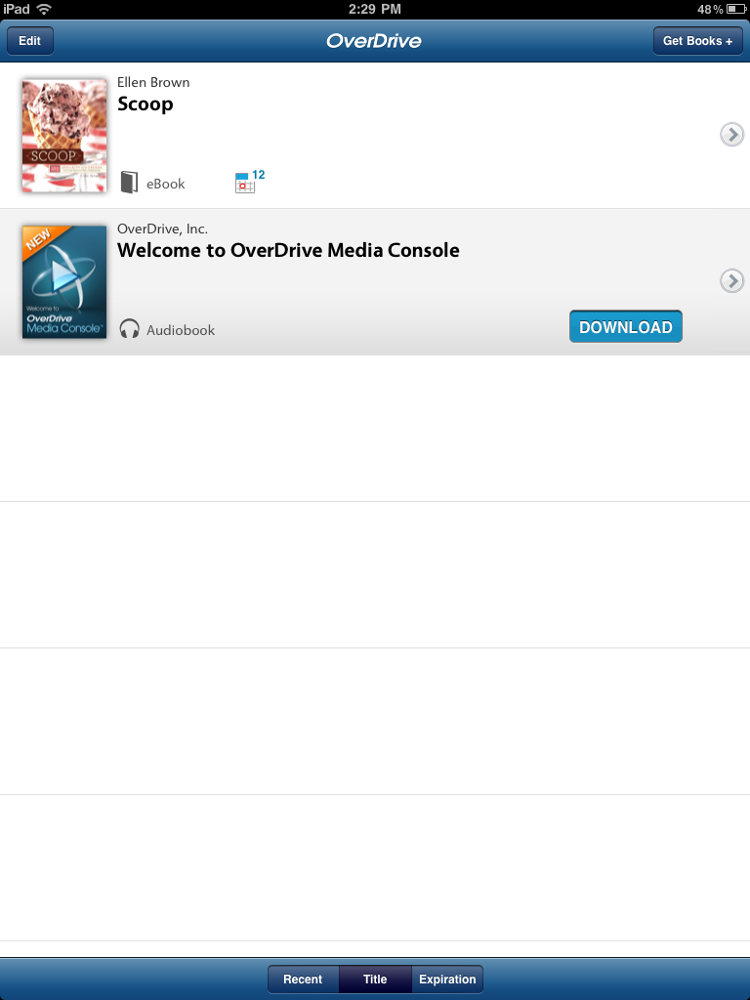 iPad 2:29 PM 48%
Edit OverDrive Get Books +
Ellen Brown
Scoop
SCOOP
eBook 12
OverDrive, Inc.
Welcome to OverDrive Media Console
NEW
Welcome to
OverDrive
Media Console
Audiobook DOWNLOAD
Recent Title Expiration